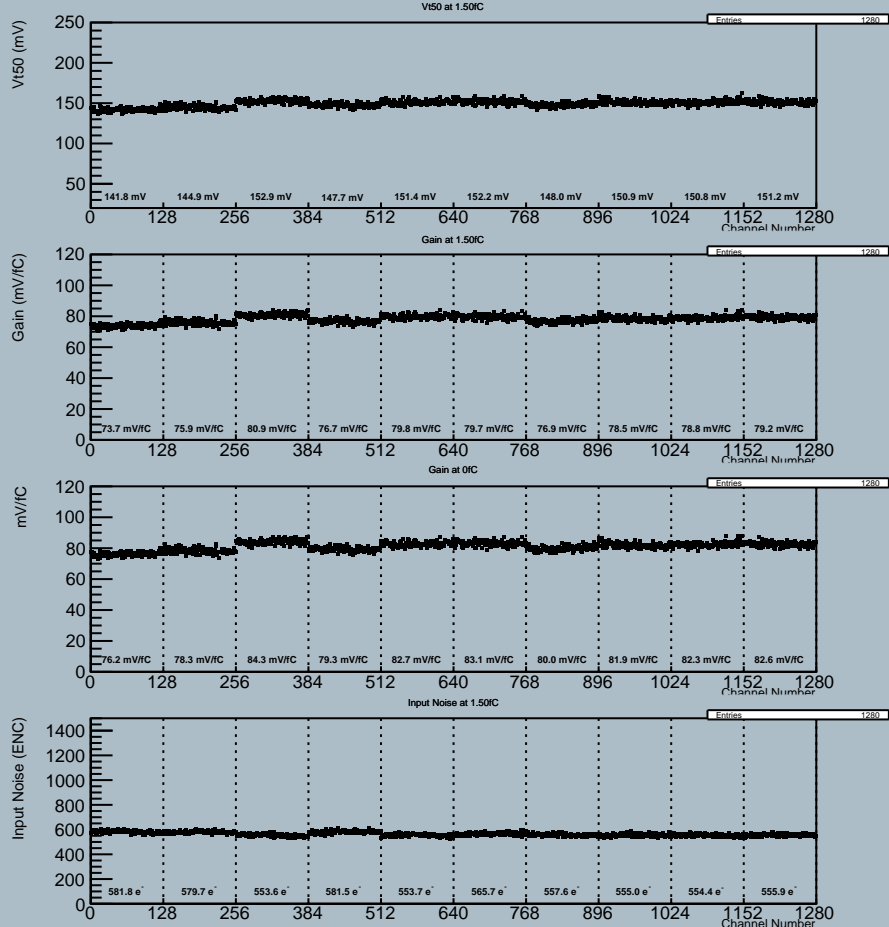 Vt50 at 1.50fC
Entries 1280
Vt50 (mV)
250
200
150
100
50
141.8 mV 144.9 mV 152.9 mV 147.7 mV 151.4 mV 152.2 mV 148.0 mV 150.9 mV 150.8 mV 151.2 mV
0 128 256 384 512 640 768 896 1024 1152 1280
Channel Number
Gain at 1.50fC
Entries 1280
Gain (mV/fC)
120
100
80
60
40
20
0
73.7 mV/fC 75.9 mV/fC 80.9 mV/fC 76.7 mV/fC 79.8 mV/fC 79.7 mV/fC 76.9 mV/fC 78.5 mV/fC 78.8 mV/fC 79.2 mV/fC
0 128 256 384 512 640 768 896 1024 1152 1280
Channel Number
Gain at 0fC
Entries 1280
mV/fC
120
100
80
60
40
20
0
76.2 mV/fC 78.3 mV/fC 84.3 mV/fC 79.3 mV/fC 82.7 mV/fC 83.1 mV/fC 80.0 mV/fC 81.9 mV/fC 82.3 mV/fC 82.6 mV/fC
0 128 256 384 512 640 768 896 1024 1152 1280
Channel Number
Input Noise at 1.50fC
Entries 1280
Input Noise (ENC)
1400
1200
1000
800
600
400
200
0
581.8 e⁻ 579.7 e⁻ 553.6 e⁻ 581.5 e⁻ 553.7 e⁻ 565.7 e⁻ 557.6 e⁻ 555.0 e⁻ 554.4 e⁻ 555.9 e⁻
0 128 256 384 512 640 768 896 1024 1152 1280
Channel Number